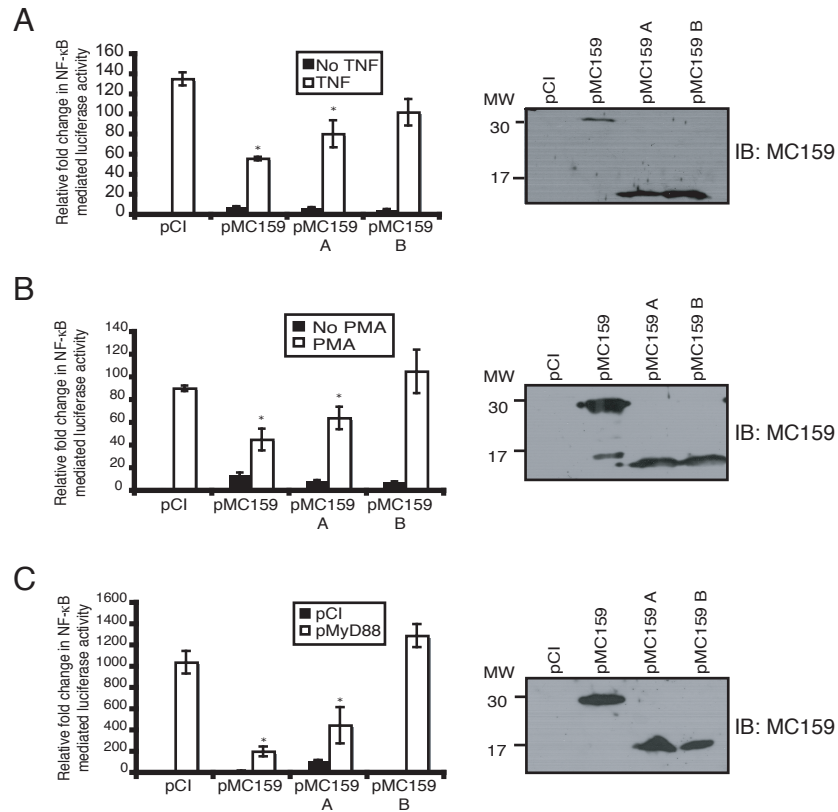 A
Relative fold change in NF-κB
mediated luciferase activity
160
140
120
100
80
60
40
20
0
No TNF
TNF
*
*
pCI
pMC159
pMC159
A
pMC159
B
pCI
pMC159
pMC159 A
pMC159 B
MW
30
17
IB: MC159
B
Relative fold change in NF-κB
mediated luciferase activity
140
120
100
80
60
40
20
0
No PMA
PMA
*
*
pCI
pMC159
pMC159
A
pMC159
B
pCI
pMC159
pMC159 A
pMC159 B
MW
30
17
IB: MC159
C
Relative fold change in NF-κB
mediated luciferase activity
1600
1400
1200
1000
800
600
400
200
0
pCI
pMyD88
*
*
pCI
pMC159
pMC159
A
pMC159
B
pCI
pMC159
pMC159 A
pMC159 B
MW
30
17
IB: MC159